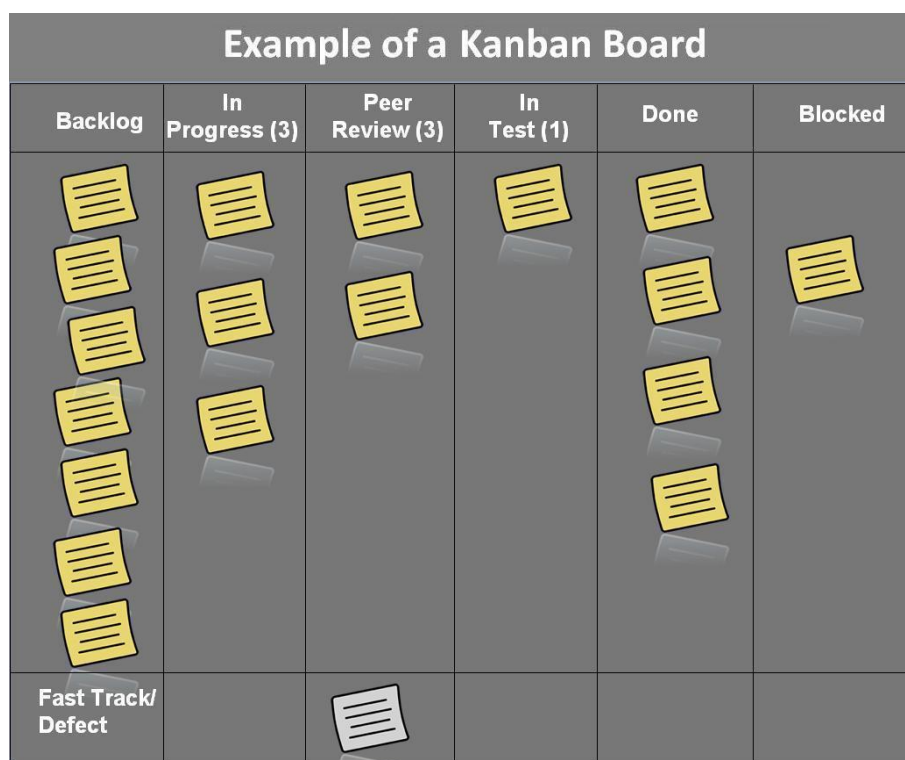 Example of a Kanban Board
Backlog
In
Progress (3)
Peer
Review (3)
In
Test (1)
Done
Blocked
Fast Track/
Defect